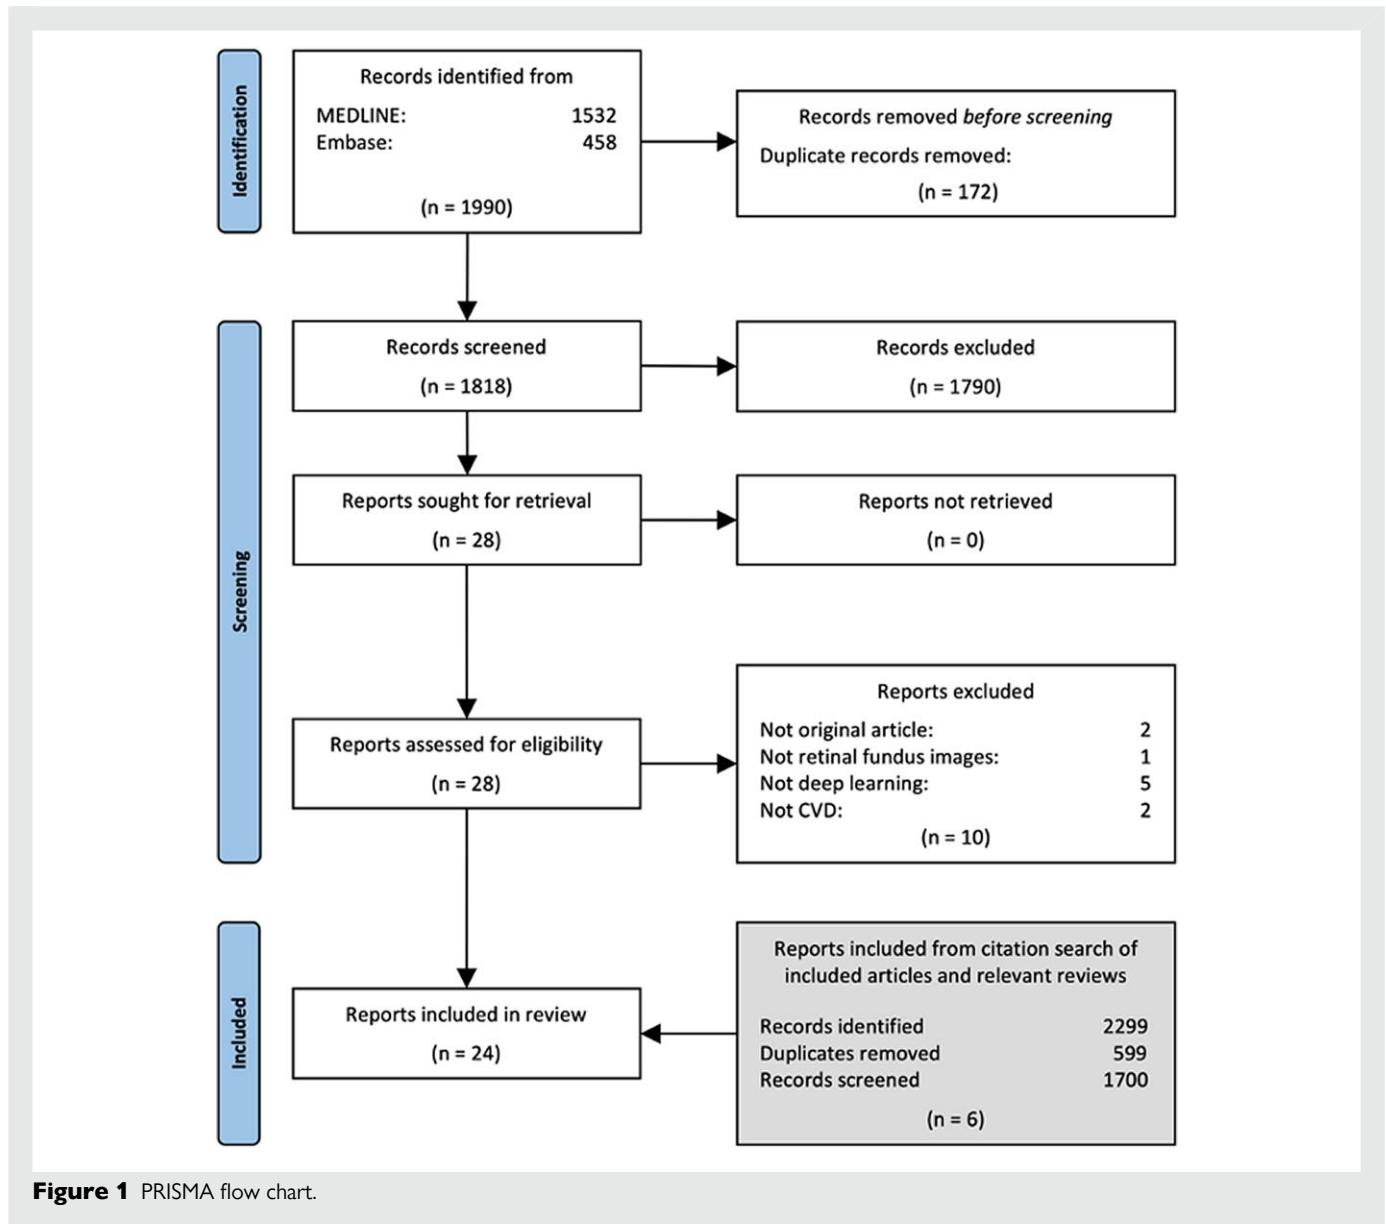 Identification
Records identified from
MEDLINE: 1532
Embase: 458
(n = 1990)
Records removed before screening
Duplicate records removed:
(n = 172)
Screening
Records screened
(n = 1818)
Records excluded
(n = 1790)
Reports sought for retrieval
(n = 28)
Reports not retrieved
(n = 0)
Reports assessed for eligibility
(n = 28)
Reports excluded
Not original article: 2
Not retinal fundus images: 1
Not deep learning: 5
Not CVD: 2
(n = 10)
Included
Reports included in review
(n = 24)
Reports included from citation search of
included articles and relevant reviews
Records identified 2299
Duplicates removed 599
Records screened 1700
(n = 6)
Figure 1 PRISMA flow chart.